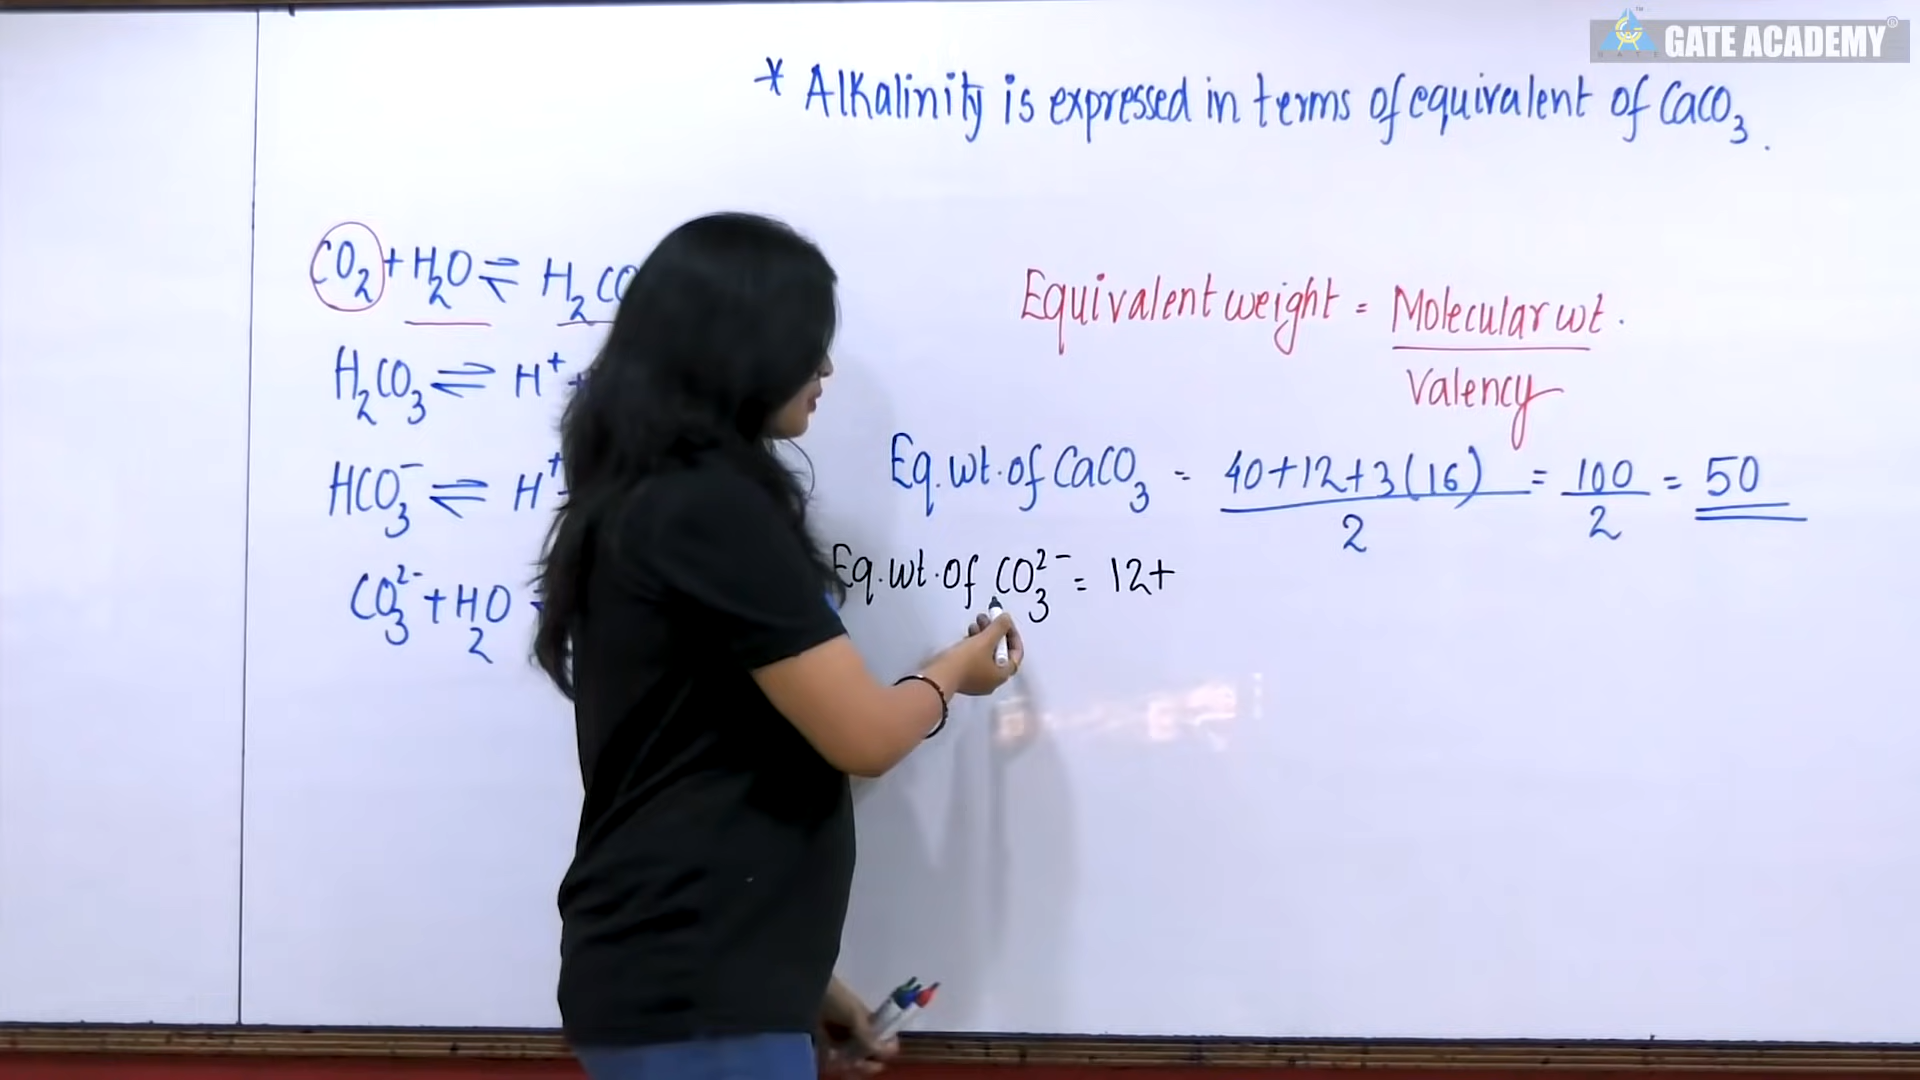 GATE ACADEMY
* Alkalinity is expressed in terms of equivalent of CaCO3.
CO2 + H2O ⇌ H2CO
H2CO3 ⇌ H+ +
HCO3- ⇌ H+
CO3 2- + H2O
Equivalent weight = Molecular wt. / Valency
Eq. wt. of CaCO3 = 40+12+3(16) / 2 = 100 / 2 = 50
Eq. wt. of CO3 2- = 12+